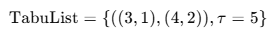 TabuList = {((3, 1), (4, 2)), τ = 5}